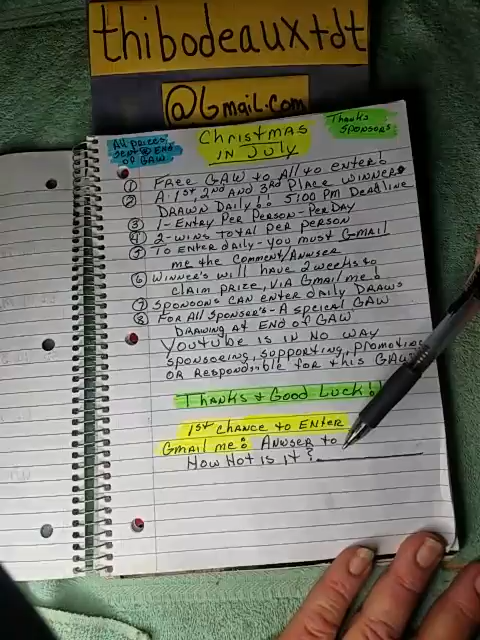 thibodeauxtdt
@Gmail.com
All prizes sent @ End of GAW
Christmas in July
Thanks Sponsors
① Free GAW to All to enter!
② A 1st, 2nd And 3rd Place Winner
Drawn Daily!! 5:00 PM Deadline
③ 1-Entry Per Person-Per Day
④ 2-wins Total per person
⑤ To enter daily-you must Gmail
me the comment/Anwser
⑥ Winner's will have 2 weeks to
claim prize, via Gmail me!
⑦ Sponsors can enter daily Draws
⑧ For All Sponser's-A special GAW
Drawing at End of GAW
Youtube is in no way
sponsoring, supporting, promoting
or responsible for this GAW
Thanks & Good Luck!
1st chance to Enter
Gmail me: Anwser to
How Hot is it?